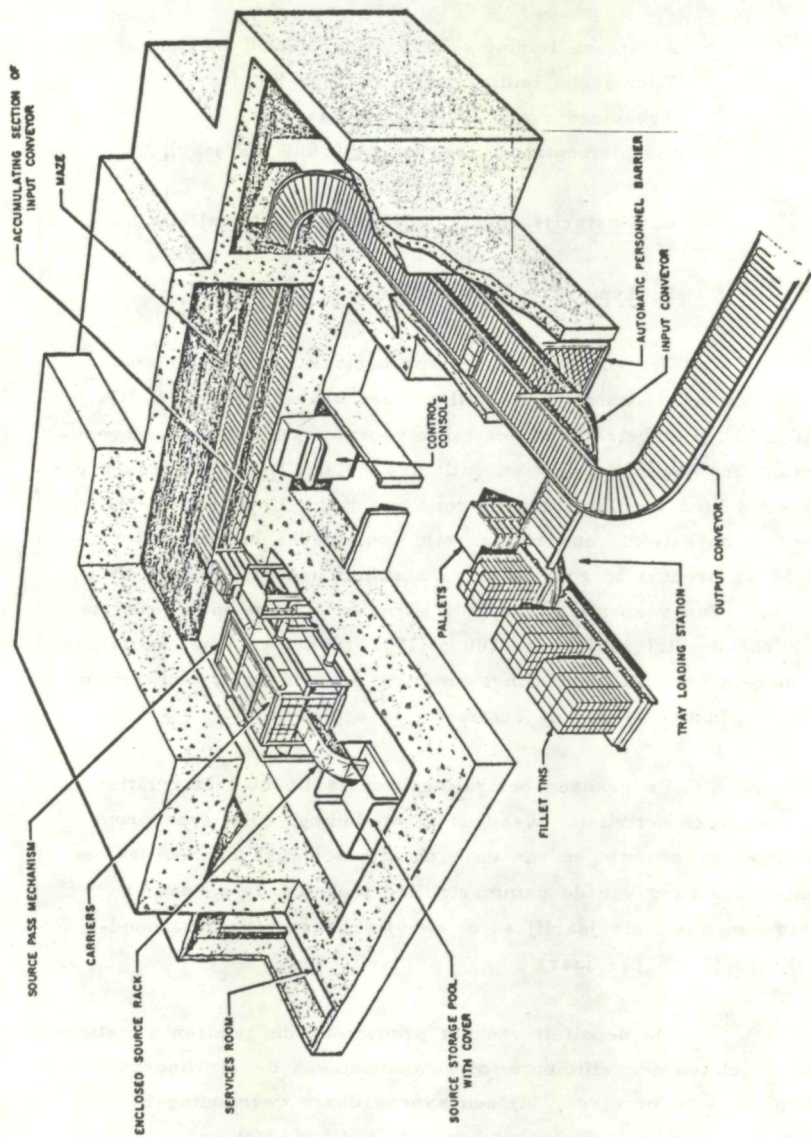 SOURCE PASS MECHANISM
CARRIERS
ENCLOSED SOURCE RACK
SERVICES ROOM
ACCUMULATING SECTION OF
INPUT CONVEYOR
MAZE
CONTROL
CONSOLE
AUTOMATIC PERSONNEL BARRIER
INPUT CONVEYOR
PALLETS
OUTPUT CONVEYOR
TRAY LOADING STATION
FILLET TINS
SOURCE STORAGE POOL
WITH COVER